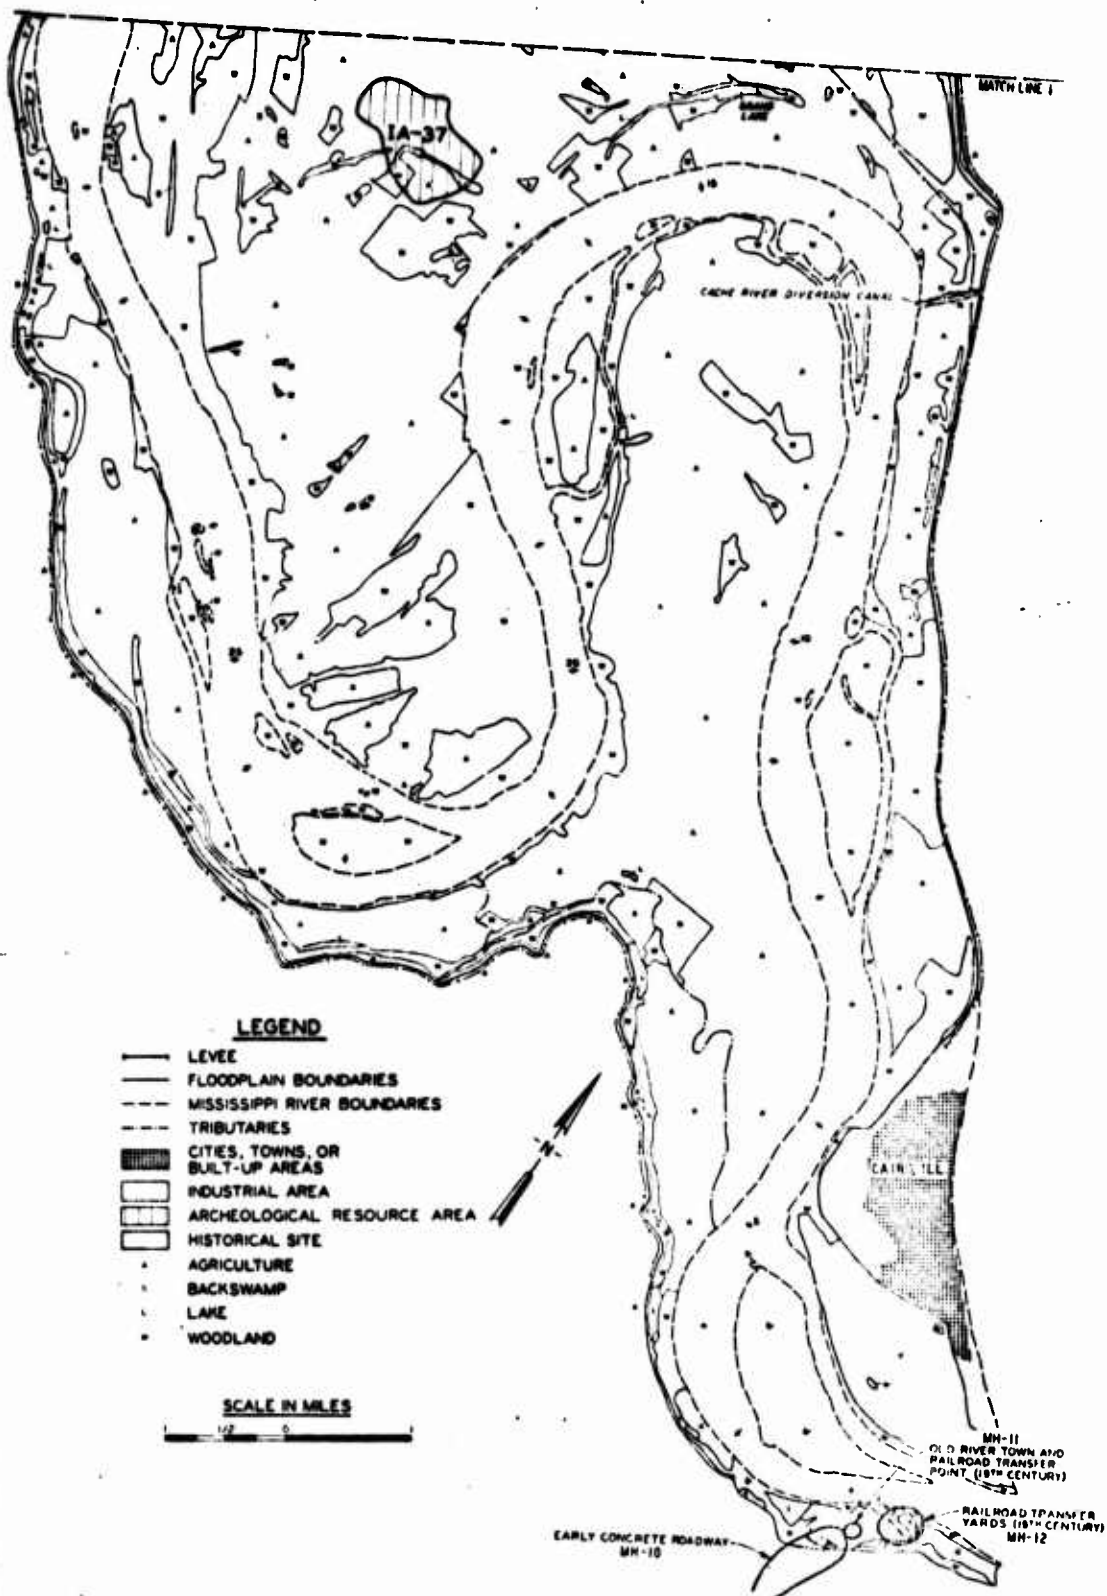 MATCH LINE 1
IA-37
LAKE
CACHE RIVER DIVERSION CANAL
LEGEND
LEVEE
FLOODPLAIN BOUNDARIES
MISSISSIPPI RIVER BOUNDARIES
TRIBUTARIES
CITIES, TOWNS, OR
BUILT-UP AREAS
INDUSTRIAL AREA
ARCHEOLOGICAL RESOURCE AREA
HISTORICAL SITE
AGRICULTURE
BACKSWAMP
LAKE
WOODLAND
-N-
SCALE IN MILES
1 1/2 0 1
MH-11
OLD RIVER TOWN AND
RAILROAD TRANSFER
POINT (19TH CENTURY)
RAILROAD TRANSFER
YARDS (19TH CENTURY)
MH-12
EARLY CONCRETE ROADWAY
MH-10